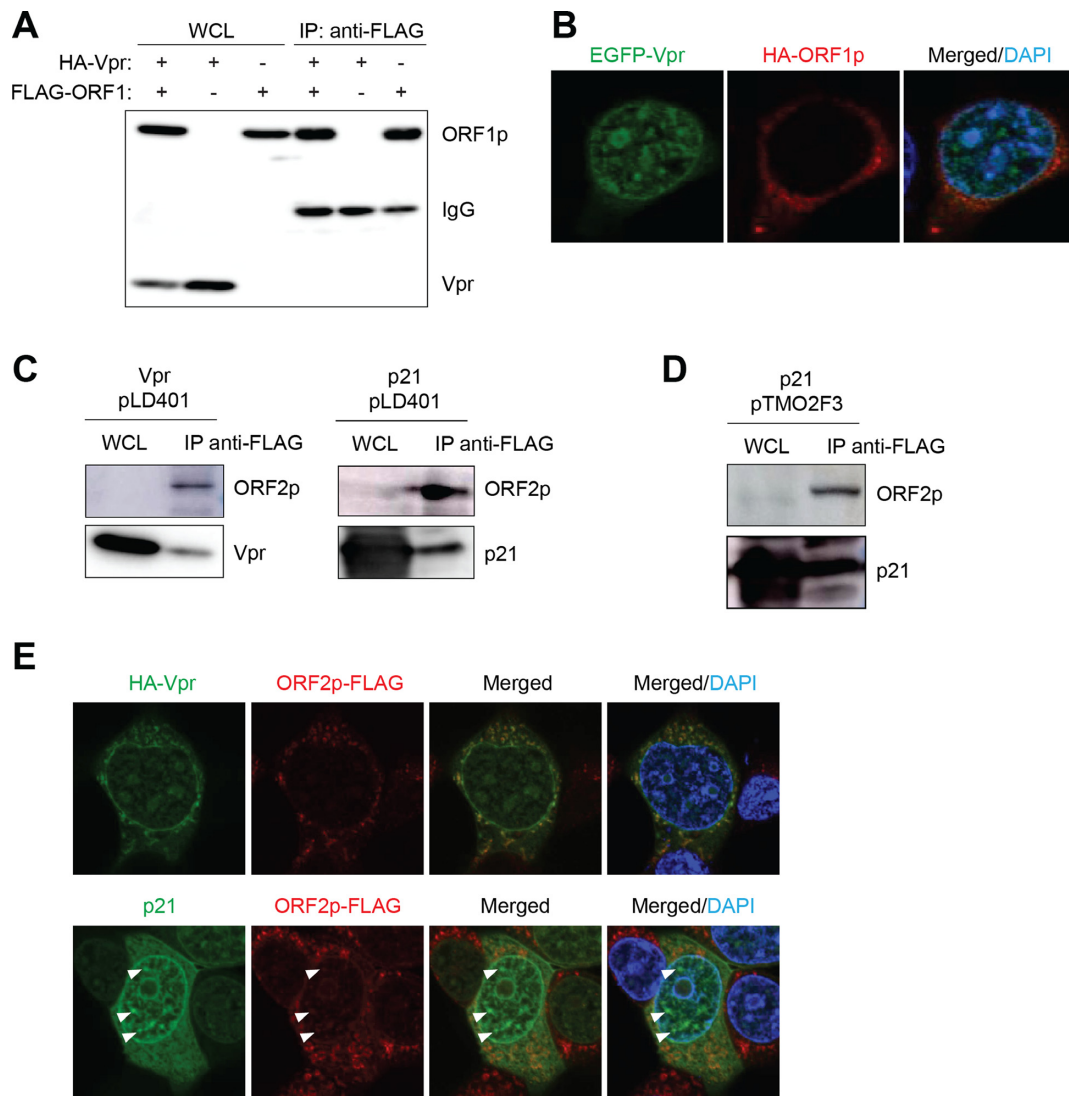 A
WCL IP: anti-FLAG
HA-Vpr: + + - + + -
FLAG-ORF1: + - + + - +
ORF1p
IgG
Vpr
B
EGFP-Vpr HA-ORF1p Merged/DAPI
C
Vpr
pLD401
WCL IP anti-FLAG
ORF2p
Vpr
p21
pLD401
WCL IP anti-FLAG
ORF2p
p21
D
p21
pTMO2F3
WCL IP anti-FLAG
ORF2p
p21
E
HA-Vpr ORF2p-FLAG Merged Merged/DAPI
p21 ORF2p-FLAG Merged Merged/DAPI